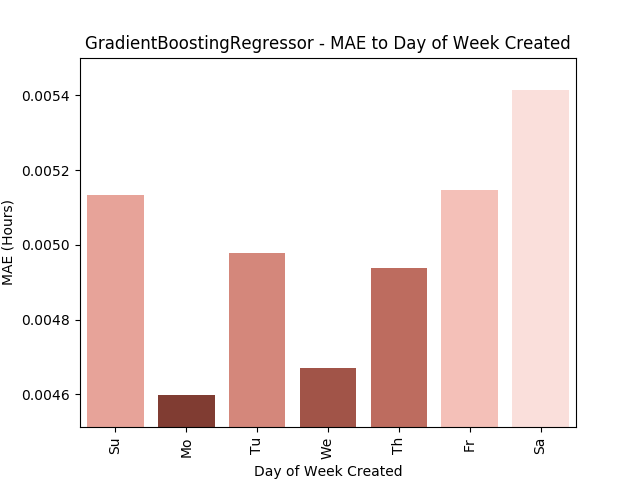 GradientBoostingRegressor - MAE to Day of Week Created
0.0054
0.0052
0.0050
0.0048
0.0046
MAE (Hours)
Su
Mo
Tu
We
Th
Fr
Sa
Day of Week Created